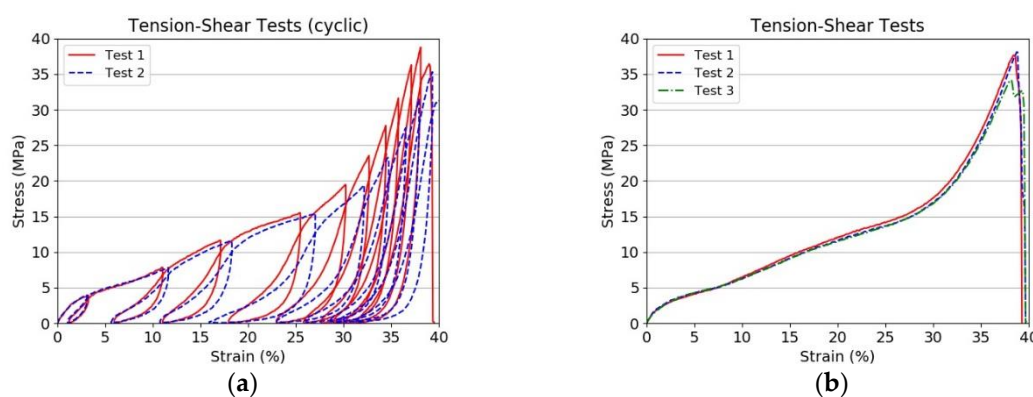 Tension-Shear Tests (cyclic)
40
35
30
25
20
15
10
5
0
Stress (MPa)
Test 1
Test 2
0 5 10 15 20 25 30 35 40
Strain (%)
(a)
Tension-Shear Tests
40
35
30
25
20
15
10
5
0
Stress (MPa)
Test 1
Test 2
Test 3
0 5 10 15 20 25 30 35 40
Strain (%)
(b)